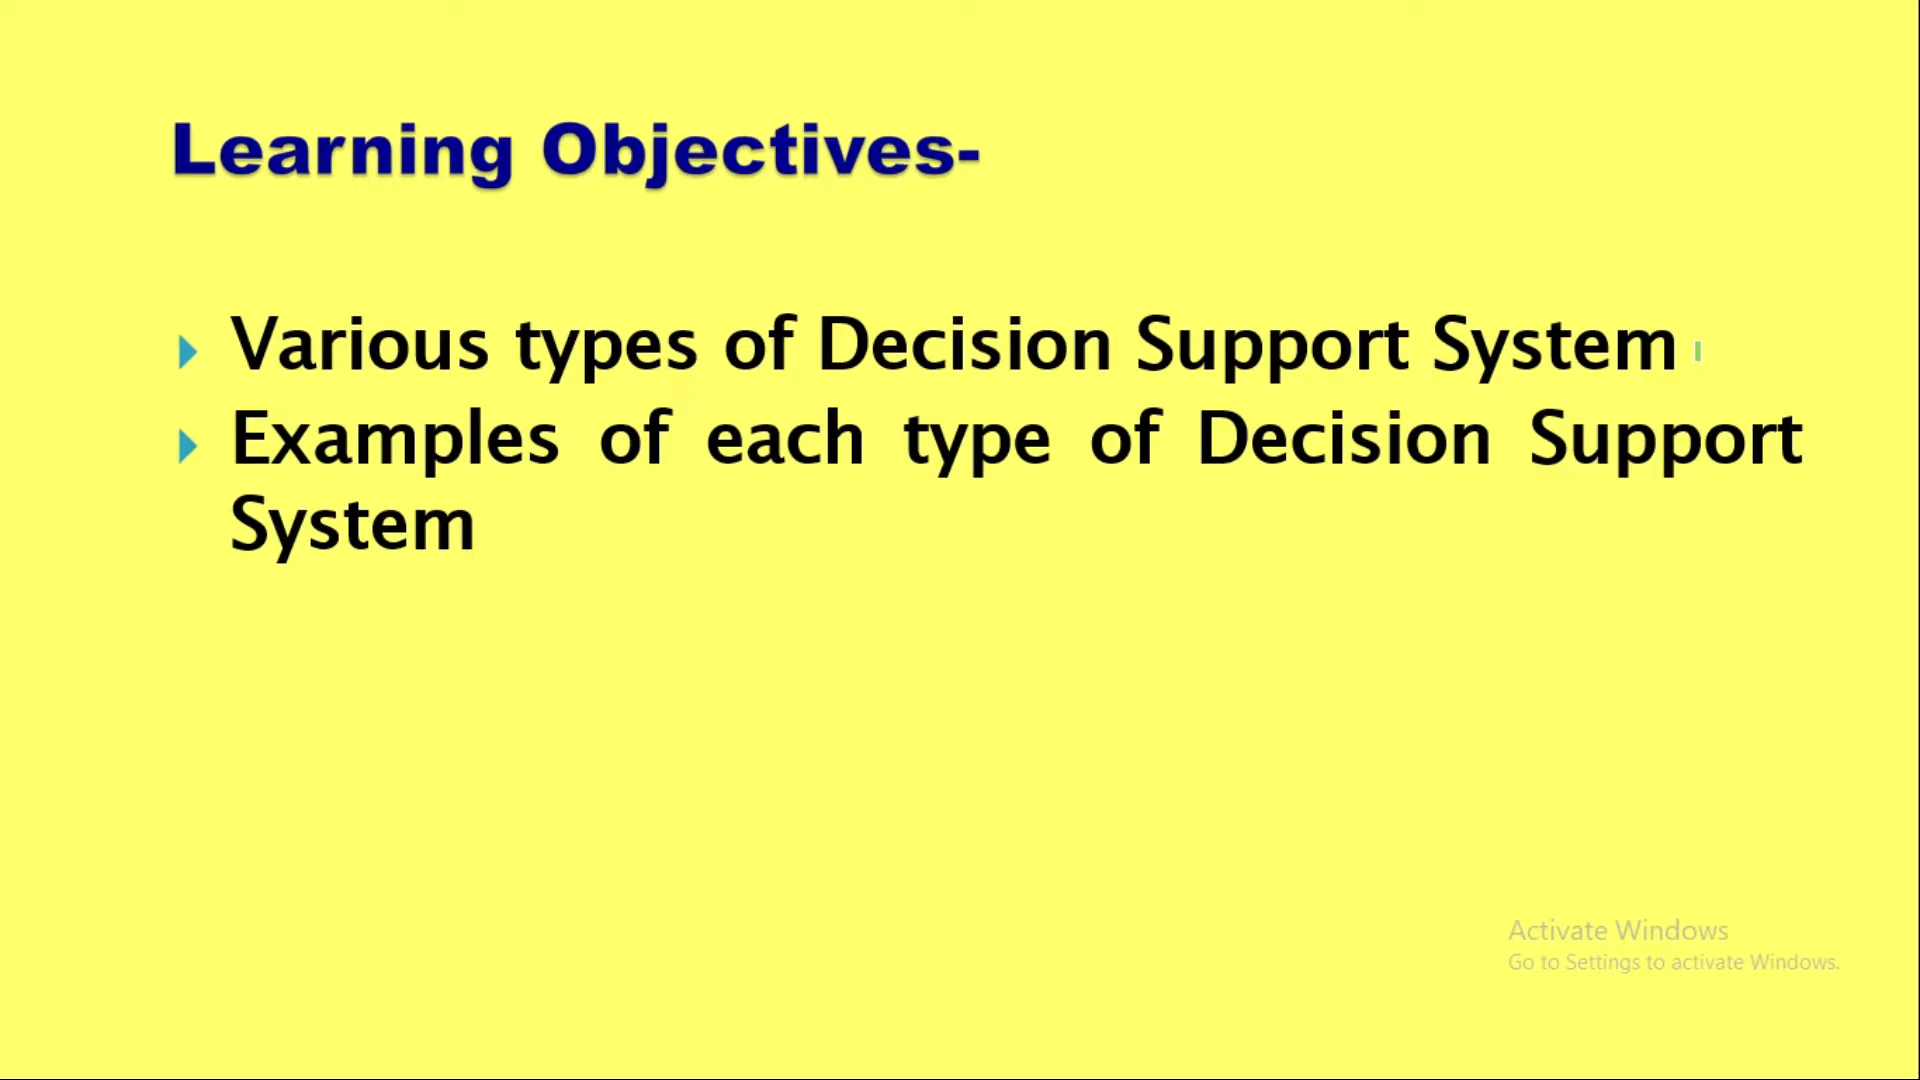 Learning Objectives-
Various types of Decision Support System
Examples of each type of Decision Support
System
Activate Windows
Go to Settings to activate Windows.